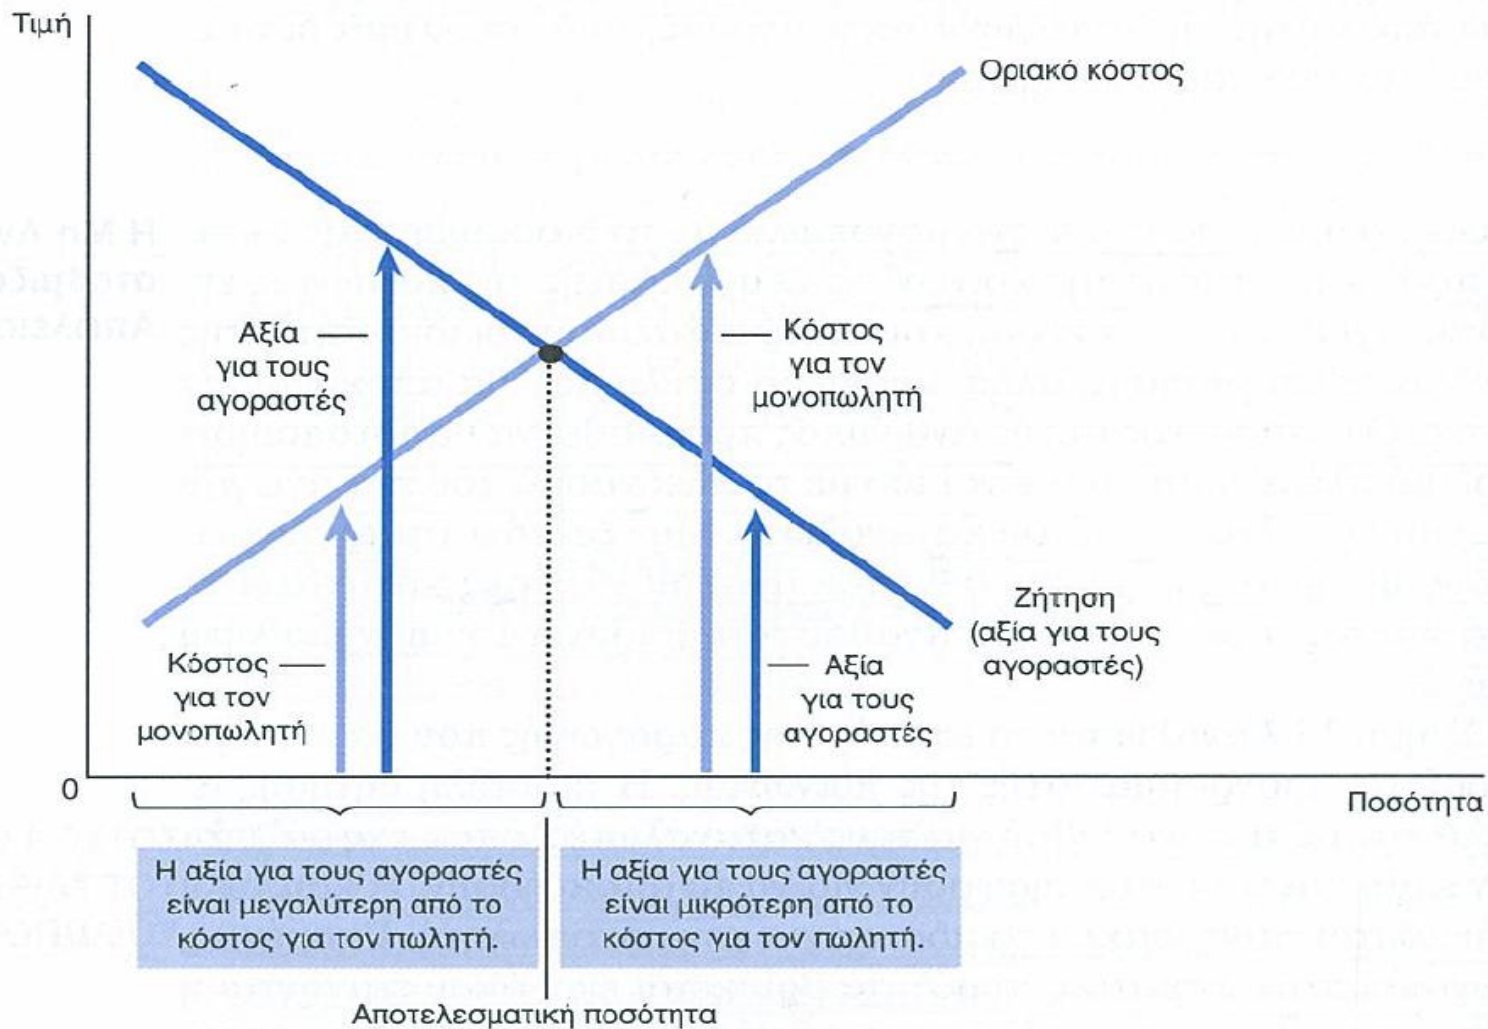 Τιμή
Οριακό κόστος
Αξία
για τους
αγοραστές
Κόστος
για τον
μονοπωλητή
Κόστος
για τον
μονοπωλητή
Αξία
για τους
αγοραστές
Ζήτηση
(αξία για τους
αγοραστές)
0
Ποσότητα
Η αξία για τους αγοραστές
είναι μεγαλύτερη από το
κόστος για τον πωλητή.
Η αξία για τους αγοραστές
είναι μικρότερη από το
κόστος για τον πωλητή.
Αποτελεσματική ποσότητα